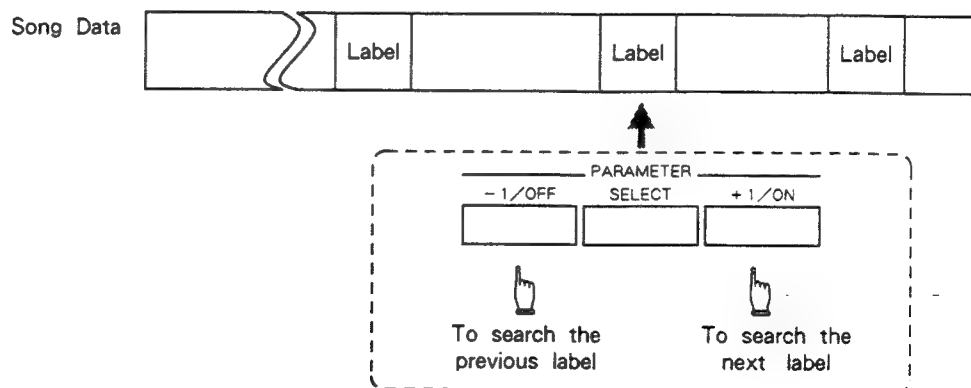 Song Data
Label Label Label
PARAMETER
- 1/OFF SELECT + 1/ON
To search the
previous label
To search the
next label